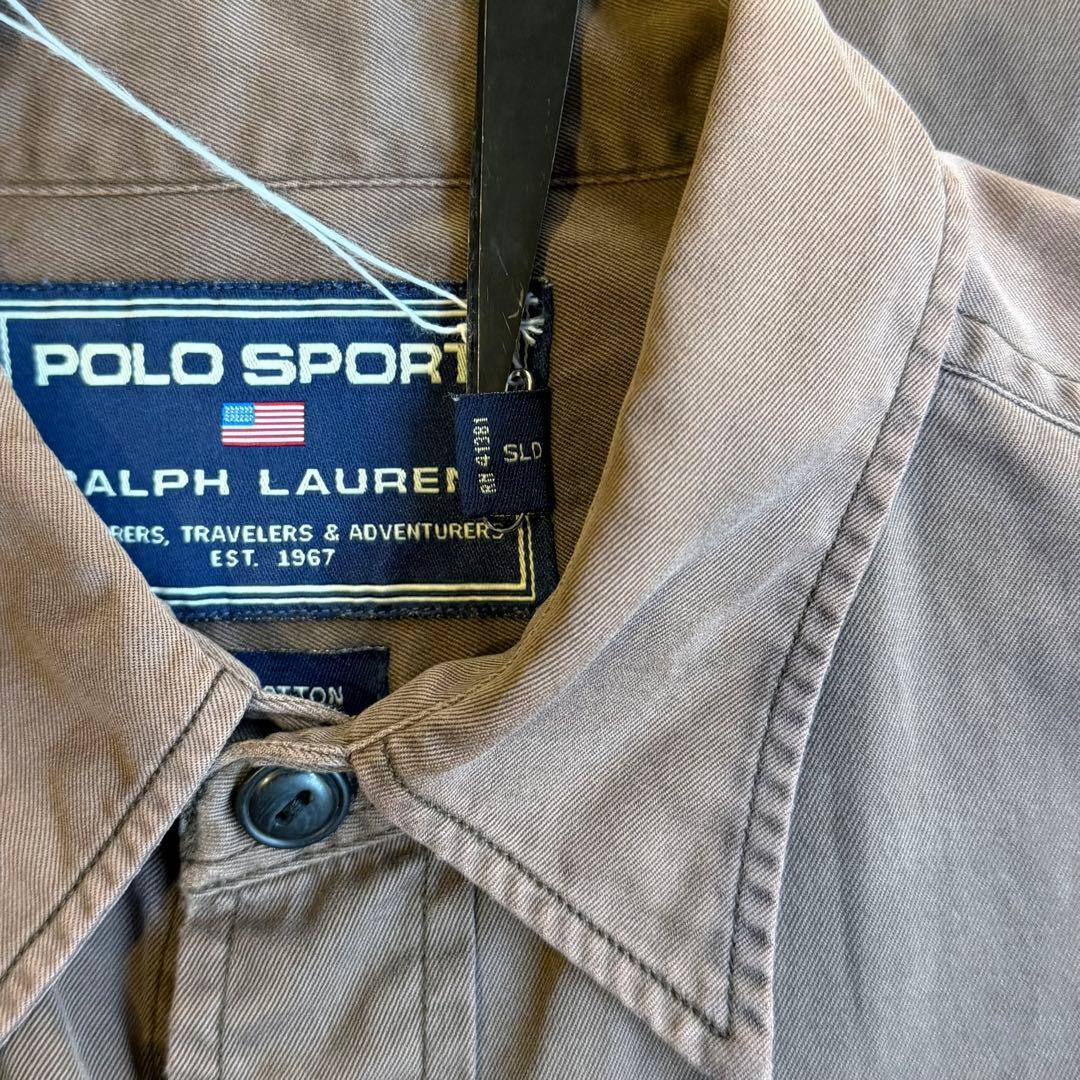 POLO SPORT
RALPH LAUREN
RERS, TRAVELERS & ADVENTURERS
EST. 1967
RN 41381
SLD
OTTON